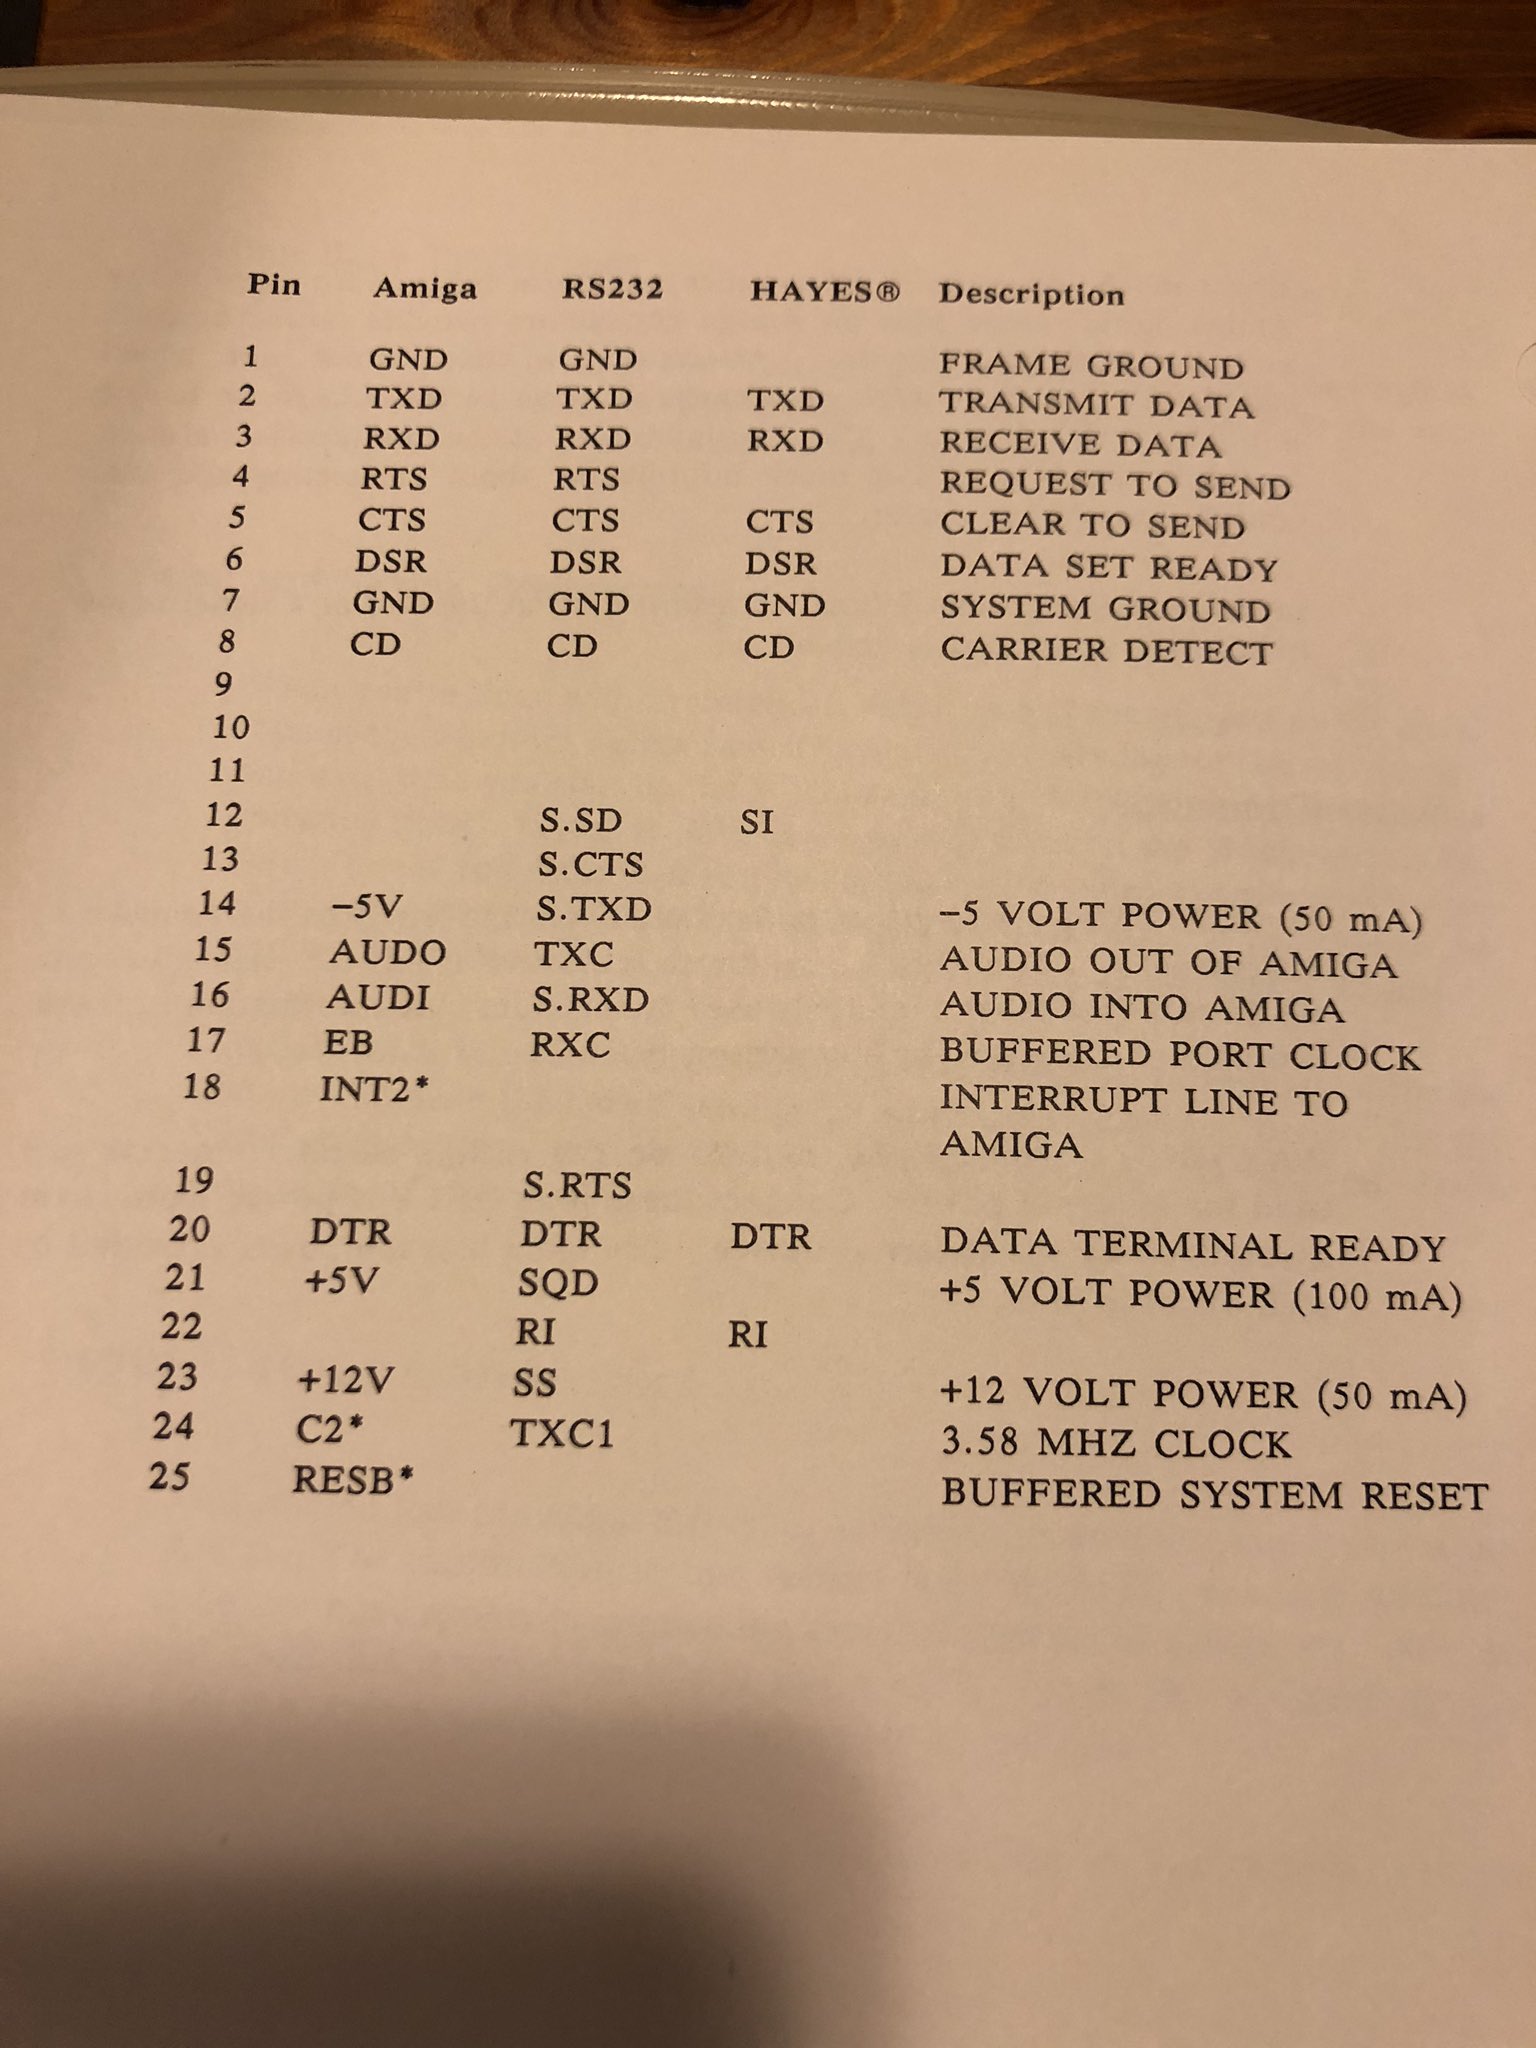 Pin Amiga RS232 HAYES® Description
1 GND GND FRAME GROUND
2 TXD TXD TXD TRANSMIT DATA
3 RXD RXD RXD RECEIVE DATA
4 RTS RTS REQUEST TO SEND
5 CTS CTS CTS CLEAR TO SEND
6 DSR DSR DSR DATA SET READY
7 GND GND GND SYSTEM GROUND
8 CD CD CD CARRIER DETECT
9
10
11
12 S.SD SI
13 S.CTS
14 –5V S.TXD –5 VOLT POWER (50 mA)
15 AUDO TXC AUDIO OUT OF AMIGA
16 AUDI S.RXD AUDIO INTO AMIGA
17 EB RXC BUFFERED PORT CLOCK
18 INT2* INTERRUPT LINE TO
AMIGA
19 S.RTS
20 DTR DTR DTR DATA TERMINAL READY
21 +5V SQD +5 VOLT POWER (100 mA)
22 RI RI
23 +12V SS +12 VOLT POWER (50 mA)
24 C2* TXC1 3.58 MHZ CLOCK
25 RESB* BUFFERED SYSTEM RESET